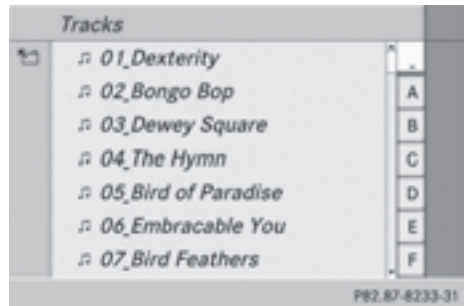 Tracks
01_Dexterity
02_Bongo Bop
A
03_Dewey Square
B
04_The Hymn
C
05_Bird of Paradise
D
06_Embracable You
E
07_Bird Feathers
F
P82.87-8233-31